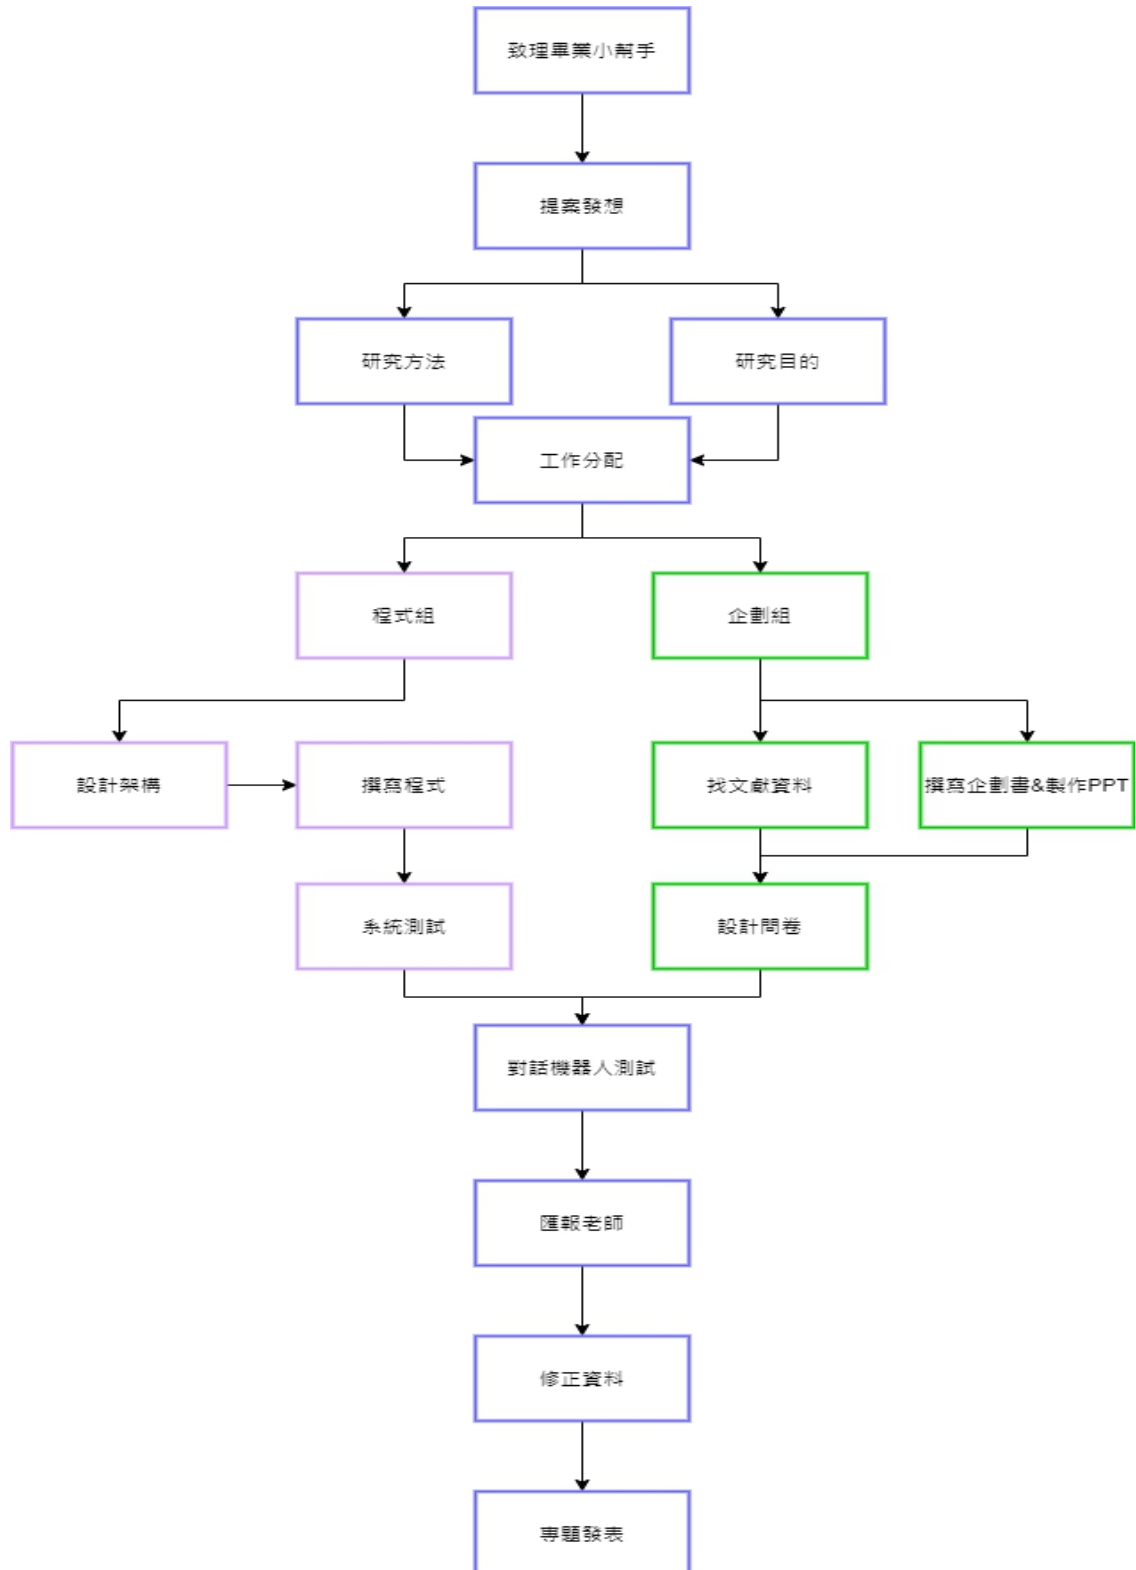 致理畢業小幫手
提案發想
研究方法
研究目的
工作分配
程式組
企劃組
設計架構
撰寫程式
找文獻資料
撰寫企劃書&製作PPT
系統測試
設計問卷
對話機器人測試
匯報老師
修正資料
專題發表